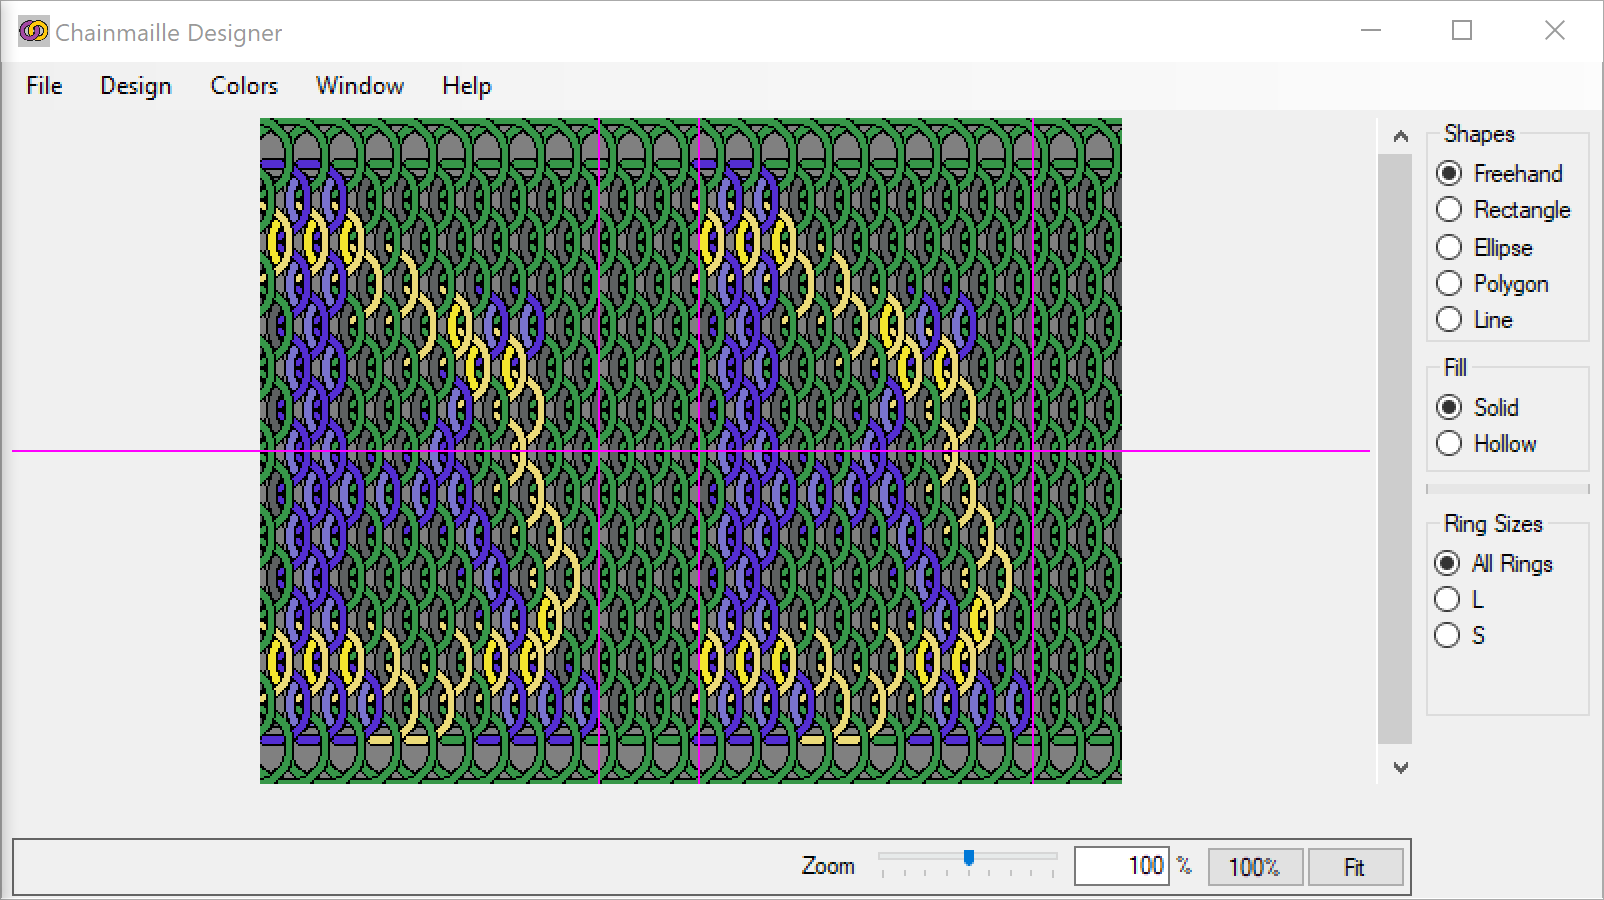 Chainmaille Designer
File Design Colors Window Help
Shapes
Freehand
Rectangle
Ellipse
Polygon
Line
Fill
Solid
Hollow
Ring Sizes
All Rings
L
S
Zoom 100 % 100% Fit